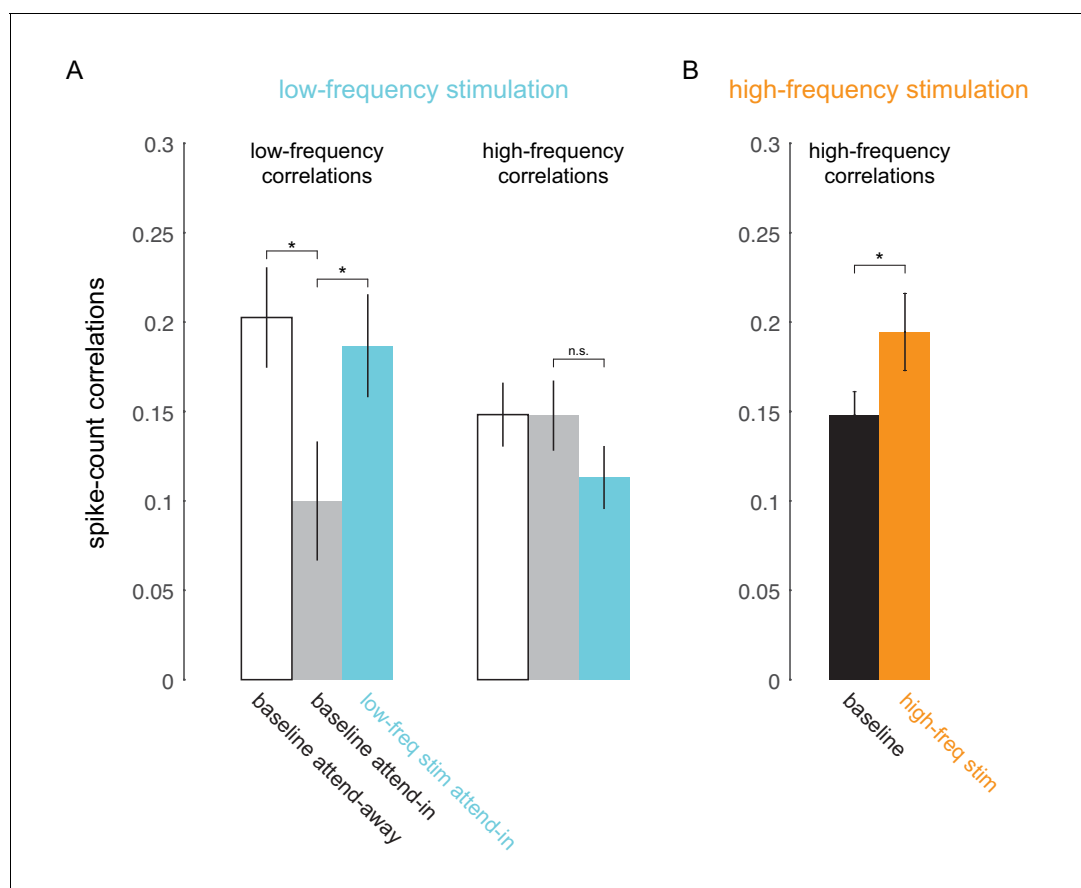 A
B
low-frequency stimulation
high-frequency stimulation
0.3
0.25
0.2
0.15
0.1
0.05
0
spike-count correlations
low-frequency
correlations
*
*
high-frequency
correlations
n.s.
baseline attend-away
baseline attend-in
low-freq stim attend-in
0.3
0.25
0.2
0.15
0.1
0.05
0
high-frequency
correlations
*
baseline
high-freq stim